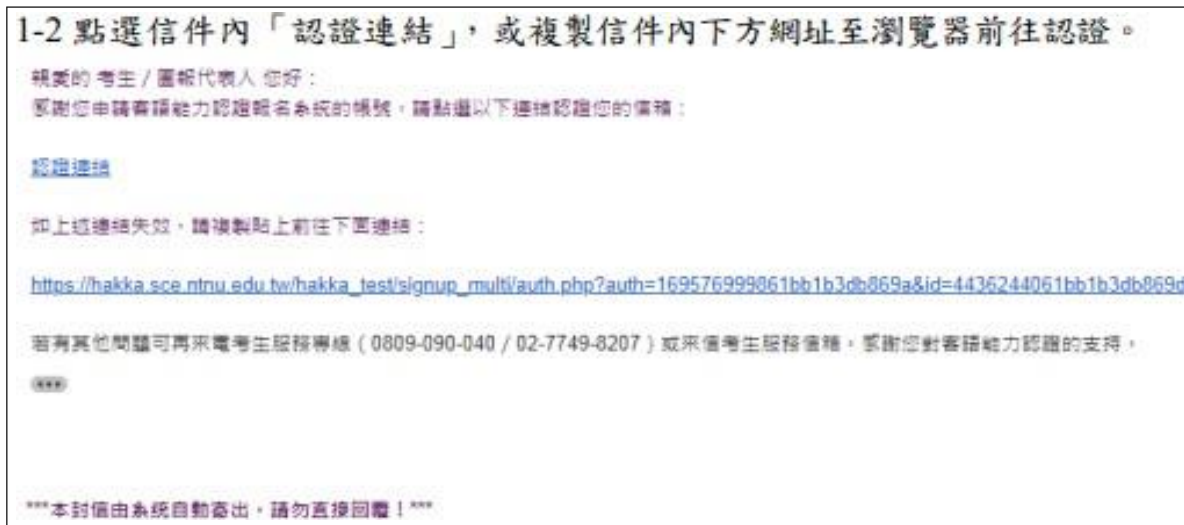 1-2 點選信件內「認證連結」，或複製信件內下方網址至瀏覽器前往認證。
親愛的 考生 / 團報代表人 您好：
感謝您申請客語能力認證報名系統的帳號，請點選以下連結認證您的信箱：
認證連結
如上述連結失效，請複製貼上前往下面連結：
https://hakka.sce.ntnu.edu.tw/hakka_test/signup_multi/auth.php?auth=169576999861bb1b3db869a&id=4436244061bb1b3db869d
若有其他問題可再來電考生服務專線（0809-090-040 / 02-7749-8207）或來信考生服務信箱，感謝您對客語能力認證的支持，
***本封信由系統自動寄出，請勿直接回覆！***